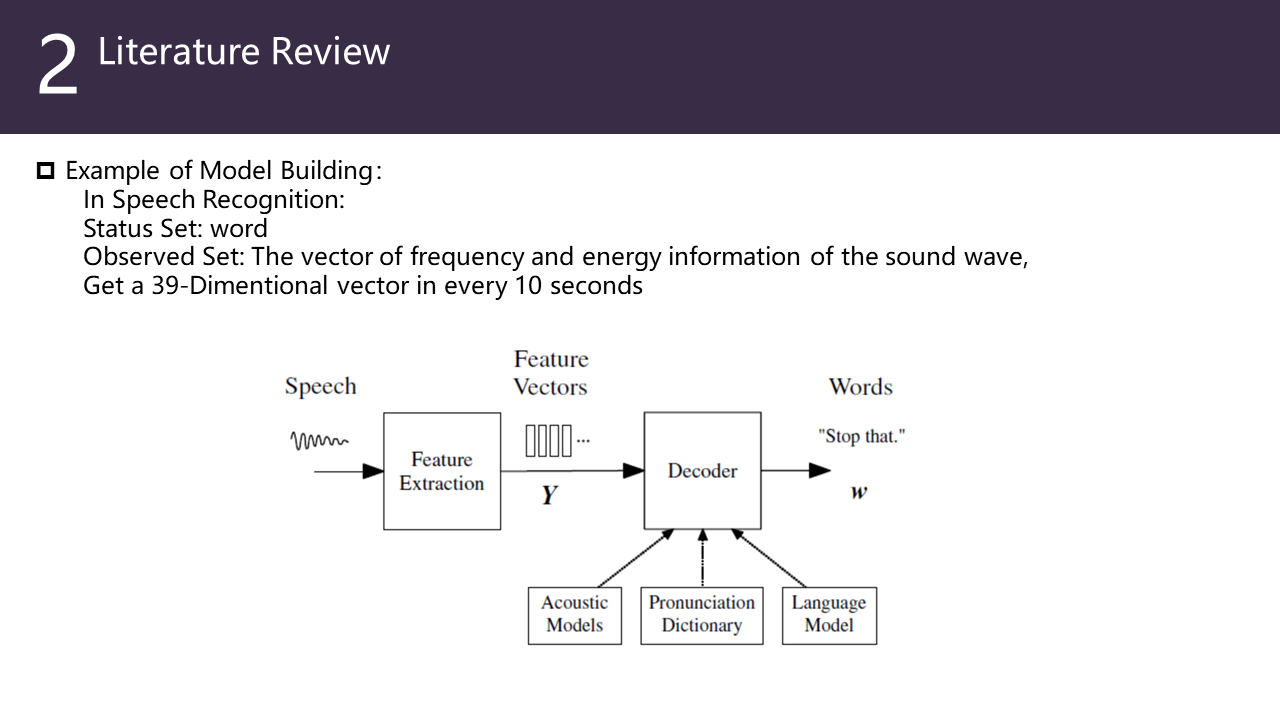 2 Literature Review
Example of Model Building:
In Speech Recognition:
Status Set: word
Observed Set: The vector of frequency and energy information of the sound wave,
Get a 39-Dimentional vector in every 10 seconds
Feature
Vectors
Speech
Words
"Stop that."
Feature
Extraction
...
Y
Decoder
w
Acoustic
Models
Pronunciation
Dictionary
Language
Model